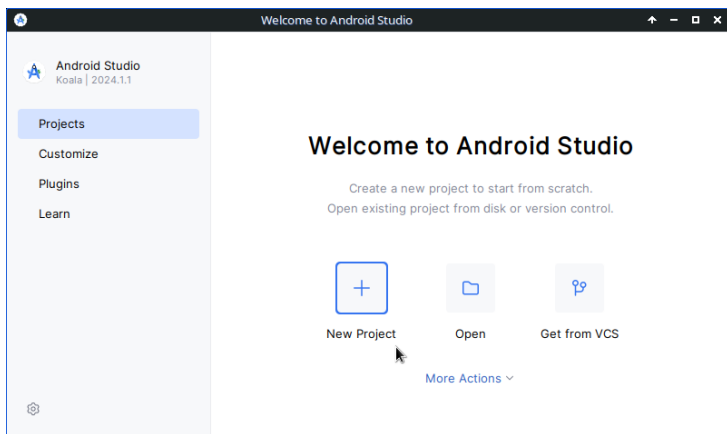 Welcome to Android Studio
Android Studio
Koala | 2024.1.1
Projects
Customize
Plugins
Learn
Welcome to Android Studio
Create a new project to start from scratch.
Open existing project from disk or version control.
New Project
Open
Get from VCS
More Actions